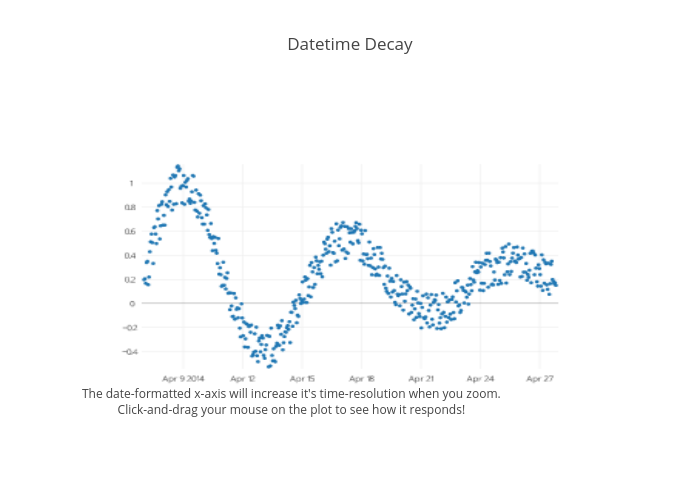 Datetime Decay
1
0.8
0.6
0.4
0.2
0
−0.2
−0.4
Apr 9 2014 Apr 12 Apr 15 Apr 18 Apr 21 Apr 24 Apr 27
The date-formatted x-axis will increase it's time-resolution when you zoom.
Click-and-drag your mouse on the plot to see how it responds!